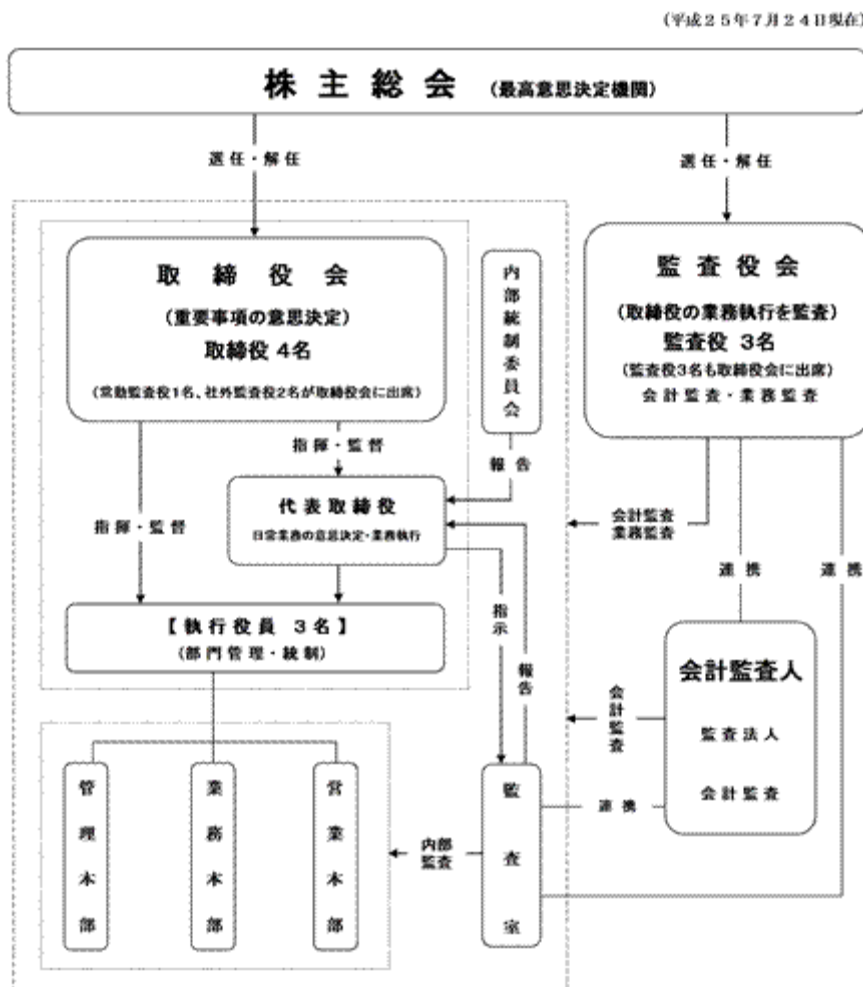 (平成25年7月24日現在)
株主総会 (最高意思決定機関)
選任・解任
選任・解任
取締役会
(重要事項の意思決定)
取締役 4名
(常勤監査役1名、社外監査役2名が取締役会に出席)
内部統制委員会
監査役会
(取締役の業務執行を監査)
監査役 3名
(監査役3名も取締役会に出席)
会計監査・業務監査
指揮・監督
報告
代表取締役
日常業務の意思決定・業務執行
指揮・監督
会計監査
業務監査
連携
連携
【執行役員 3名】
(部門管理・統制)
指示
報告
会計監査人
監査法人
会計監査
会計監査
管理本部
業務本部
営業本部
内部
監査
監査室
連携